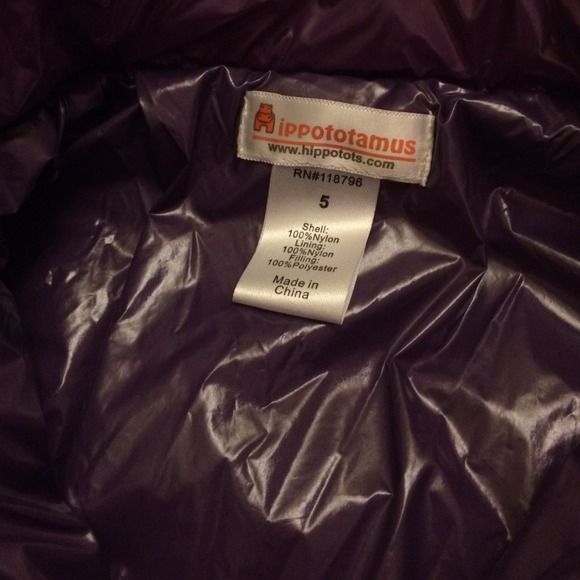 Hippototamus
www.hippotots.com
RN#118796
5
Shell:
100%Nylon
Lining:
100%Nylon
Filling:
100%Polyester
Made in
China